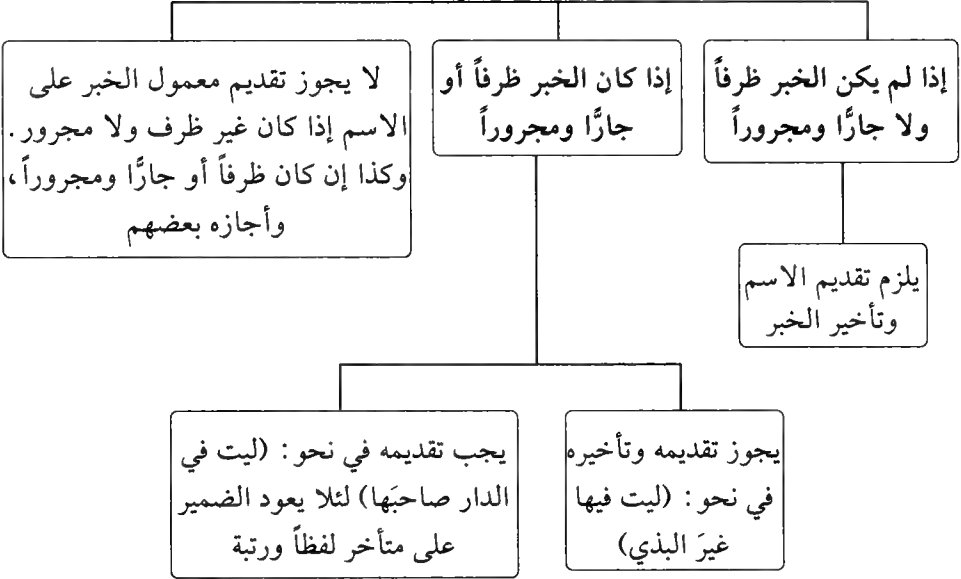 إذا لم يكن الخبر ظرفاً
ولا جارًّا ومجروراً
إذا كان الخبر ظرفاً أو
جارًّا ومجروراً
لا يجوز تقديم معمول الخبر على
الاسم إذا كان غير ظرف ولا مجرور .
وكذا إن كان ظرفاً أو جارًّا ومجروراً،
وأجازه بعضهم
يلزم تقديم الاسم
وتأخير الخبر
يجوز تقديمه وتأخيره
في نحو : (ليت فيها
غيرَ البذي)
يجب تقديمه في نحو : (ليت في
الدار صاحبَها) لئلا يعود الضمير
على متأخر لفظاً ورتبة